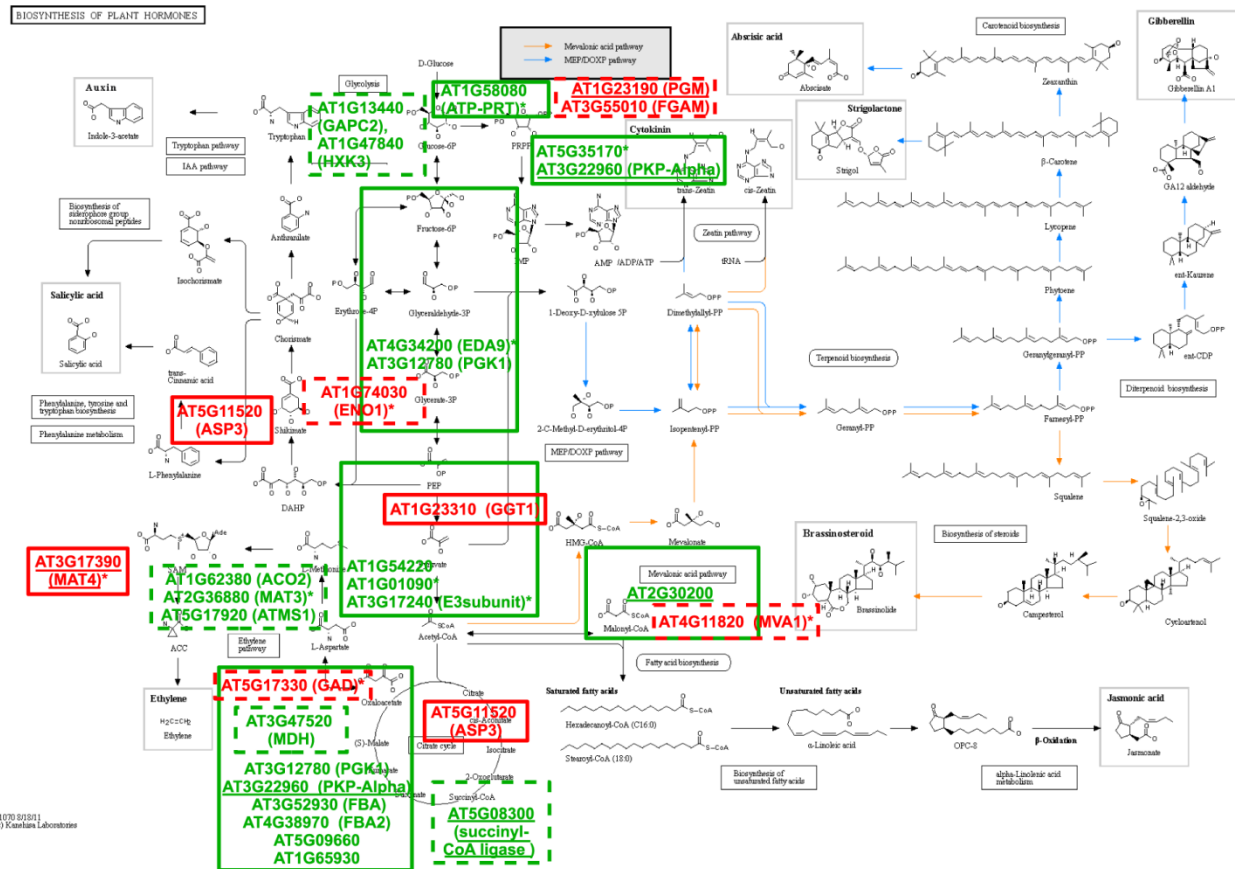 BIOSYNTHESIS OF PLANT HORMONES
Mevalonic acid pathway
MEP/DOXP pathway
Auxin
Indole-3-acetate
Tryptophan pathway
IAA pathway
Tryptophan
Glycolysis
D-Glucose
Glucose-6P
PRPP
AT1G13440
(GAPC2),
AT1G47840
(HXK3)
AT1G58080
(ATP-PRT)*
AT1G23190 (PGM)
AT3G55010 (FGAM)
Cytokinin
AT5G35170*
AT3G22960 (PKP-Alpha)
trans-Zeatin
cis-Zeatin
Zeatin pathway
tRNA
Abscisic acid
Abscisate
Carotenoid biosynthesis
Zeaxanthin
Gibberellin
Gibberellin A1
Strigolactone
Strigol
β-Carotene
GA12 aldehyde
Lycopene
ent-Kaurene
Phytoene
Geranylgeranyl-PP
ent-CDP
Diterpenoid biosynthesis
Biosynthesis of
siderophore group
nonribosomal peptides
Isochorismate
Anthranilate
Fructose-6P
IMP
AMP /ADP/ATP
Salicylic acid
Salicylic acid
Chorismate
Erythrose-4P
Glyceraldehyde-3P
1-Deoxy-D-xylulose 5P
Dimethylallyl-PP
Terpenoid biosynthesis
AT4G34200 (EDA9)*
AT3G12780 (PGK1)
trans-
Cinnamic acid
Glycerate-3P
AT1G74030
(ENO1)*
AT5G11520
(ASP3)
Shikimate
Phenylalanine, tyrosine and
tryptophan biosynthesis
Phenylalanine metabolism
L-Phenylalanine
2-C-Methyl-D-erythritol-4P
MEP/DOXP pathway
Isopentenyl-PP
Geranyl-PP
Farnesyl-PP
Squalene
Squalene-2,3-oxide
DAHP
PEP
AT1G23310 (GGT1)
HMG-CoA
Mevalonate
Mevalonic acid pathway
Brassinosteroid
Brassinolide
Biosynthesis of steroids
Campesterol
Cycloartenol
AT3G17390
(MAT4)*
SAM
L-Methionine
AT1G62380 (ACO2)
AT2G36880 (MAT3)*
AT5G17920 (ATMS1)
AT1G54220
AT1G01090*
AT3G17240 (E3subunit)*
AT2G30200
AT4G11820 (MVA1)*
Malonyl-CoA
Acetyl-CoA
ACC
Ethylene
pathway
L-Aspartate
Fatty acid biosynthesis
Ethylene
H₂C=CH₂
Ethylene
AT5G17330 (GAD)*
Oxaloacetate
Citrate
cis-Aconitate
AT5G11520
(ASP3)
AT3G47520
(MDH)
(S)-Malate
Citrate cycle
Isocitrate
2-Oxoglutarate
Succinyl-CoA
AT3G12780 (PGK1)
AT3G22960 (PKP-Alpha)
AT3G52930 (FBA)
AT4G38970 (FBA2)
AT5G09660
AT1G65930
AT5G08300
(succinyl-
CoA ligase )
Saturated fatty acids
Hexadecanoyl-CoA (C16:0)
Stearoyl-CoA (18:0)
Biosynthesis of
unsaturated fatty acids
Unsaturated fatty acids
α-Linoleic acid
OPC-8
β-Oxidation
alpha-Linolenic acid
metabolism
Jasmonic acid
Jasmonate
1070 8/18/11
c) Kanehisa Laboratories